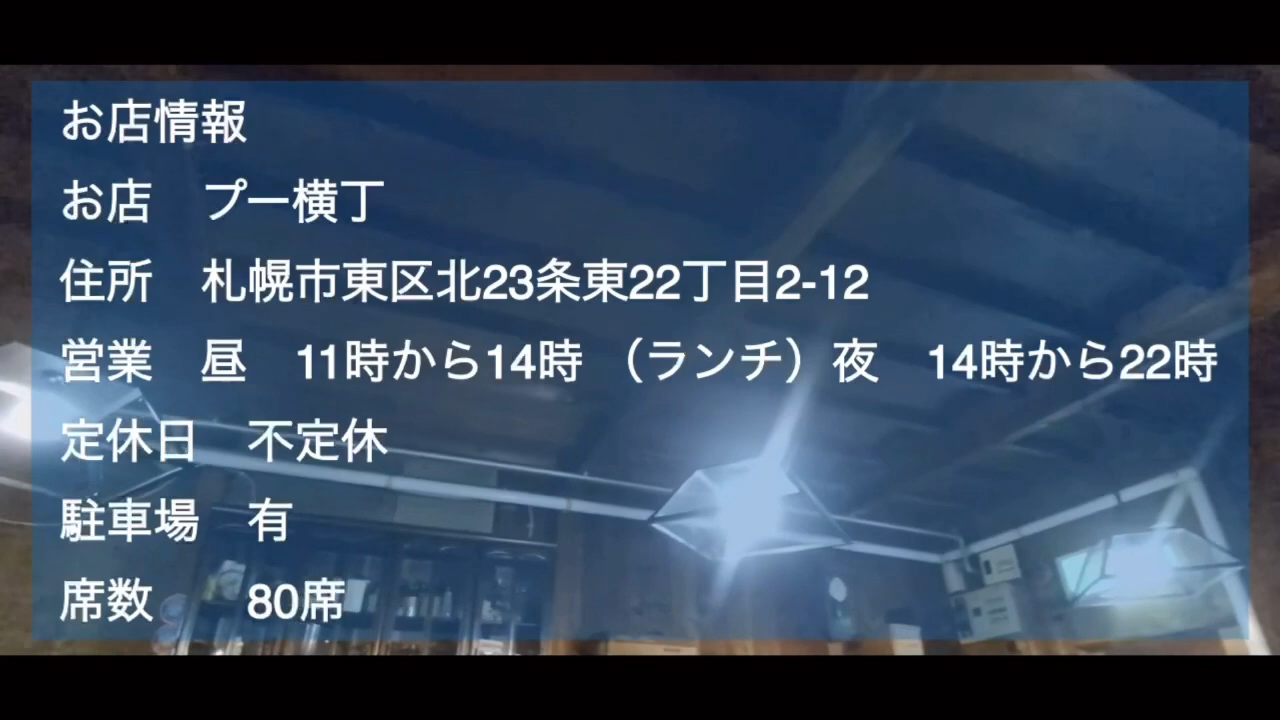 お店情報
お店　プー横丁
住所　札幌市東区北23条東22丁目2-12
営業　昼　11時から14時 （ランチ）夜　14時から22時
定休日　不定休
駐車場　有
席数　　80席